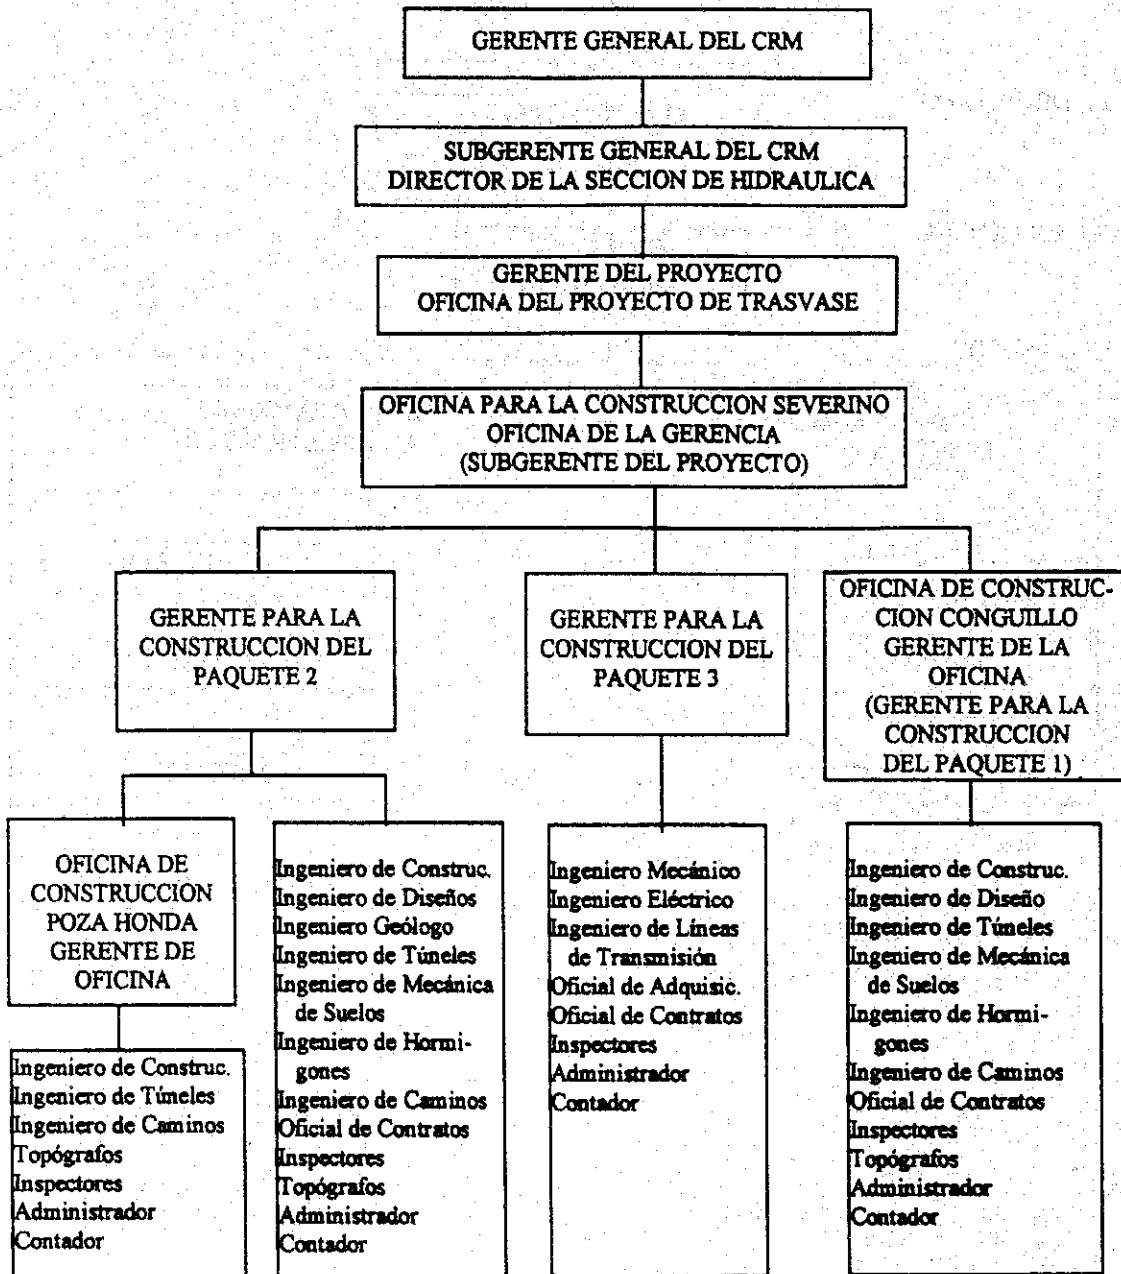 GERENTE GENERAL DEL CRM
SUBGERENTE GENERAL DEL CRM
DIRECTOR DE LA SECCION DE HIDRAULICA
GERENTE DEL PROYECTO
OFICINA DEL PROYECTO DE TRASVASE
OFICINA PARA LA CONSTRUCCION SEVERINO
OFICINA DE LA GERENCIA
(SUBGERENTE DEL PROYECTO)
GERENTE PARA LA
CONSTRUCCION DEL
PAQUETE 2
GERENTE PARA LA
CONSTRUCCION DEL
PAQUETE 3
OFICINA DE CONSTRUC-
CION CONGUILLO
GERENTE DE LA
OFICINA
(GERENTE PARA LA
CONSTRUCCION
DEL PAQUETE 1)
OFICINA DE
CONSTRUCCION
POZA HONDA
GERENTE DE
OFICINA
Ingeniero de Construc.
Ingeniero de Túneles
Ingeniero de Caminos
Topógrafos
Inspectores
Administrador
Contador
Ingeniero de Construc.
Ingeniero de Diseños
Ingeniero Geólogo
Ingeniero de Túneles
Ingeniero de Mecánica
de Suelos
Ingeniero de Hormi-
gones
Ingeniero de Caminos
Oficial de Contratos
Inspectores
Topógrafos
Administrador
Contador
Ingeniero Mecánico
Ingeniero Eléctrico
Ingeniero de Líneas
de Transmisión
Oficial de Adquisic.
Oficial de Contratos
Inspectores
Administrador
Contador
Ingeniero de Construc.
Ingeniero de Diseño
Ingeniero de Túneles
Ingeniero de Mecánica
de Suelos
Ingeniero de Hormi-
gones
Ingeniero de Caminos
Oficial de Contratos
Inspectores
Topógrafos
Administrador
Contador